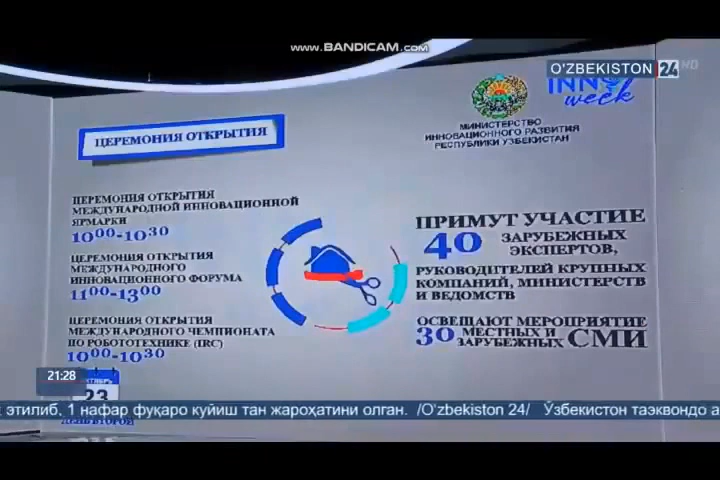 WWW.BANDICAM.COM
O'ZBEKISTON 24 HD
INN
week
МИНИСТЕРСТВО
ИННОВАЦИОННОГО РАЗВИТИЯ
РЕСПУБЛИКИ УЗБЕКИСТАН
ЦЕРЕМОНИЯ ОТКРЫТИЯ
ЦЕРЕМОНИЯ ОТКРЫТИЯ
МЕЖДУНАРОДНОЙ ИННОВАЦИОННОЙ
ЯРМАРКИ
10⁰⁰-10³⁰
ЦЕРЕМОНИЯ ОТКРЫТИЯ
МЕЖДУНАРОДНОГО
ИННОВАЦИОННОГО ФОРУМА
11⁰⁰-13⁰⁰
ЦЕРЕМОНИЯ ОТКРЫТИЯ
МЕЖДУНАРОДНОГО ЧЕМПИОНАТА
ПО РОБОТОТЕХНИКЕ (IRC)
10⁰⁰-10³⁰
ПРИМУТ УЧАСТИЕ
40 ЗАРУБЕЖНЫХ
ЭКСПЕРТОВ,
РУКОВОДИТЕЛЕЙ КРУПНЫХ
КОМПАНИЙ, МИНИСТЕРСТВ
И ВЕДОМСТВ
ОСВЕЩАЮТ МЕРОПРИЯТИЕ
30 МЕСТНЫХ И
ЗАРУБЕЖНЫХ СМИ
21:28
23
этилиб, 1 нафар фуқаро куйиш тан жароҳатини олган. /O'zbekiston 24/ Ўзбекистон таэквондо а
ДЕНЬ ВТОРОЙ